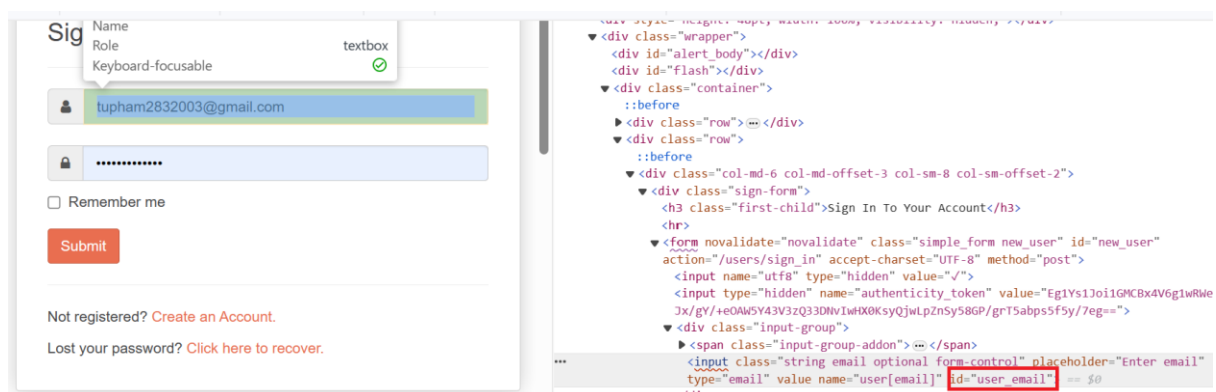 Sig
Name
Role textbox
Keyboard-focusable
tupham2832003@gmail.com
•••••••••••••
Remember me
Submit
Not registered? Create an Account.
Lost your password? Click here to recover.
<div class="wrapper">
<div id="alert_body"></div>
<div id="flash"></div>
<div class="container">
::before
<div class="row"> ⋯ </div>
<div class="row">
::before
<div class="col-md-6 col-md-offset-3 col-sm-8 col-sm-offset-2">
<div class="sign-form">
<h3 class="first-child">Sign In To Your Account</h3>
<hr>
<form novalidate="novalidate" class="simple_form new_user" id="new_user"
action="/users/sign_in" accept-charset="UTF-8" method="post">
<input name="utf8" type="hidden" value="✓">
<input type="hidden" name="authenticity_token" value="Eg1Ys1Joi1GMCBx4V6g1wRWe
Jx/gY/+eOAW5Y43V3zQ33DNvIwHX0KsyQjwLpZnSy58GP/grT5abps5f5y/7eg==">
<div class="input-group">
<span class="input-group-addon"> ⋯ </span>
<input class="string email optional form-control" placeholder="Enter email"
type="email" value name="user[email]" id="user_email"> == $0